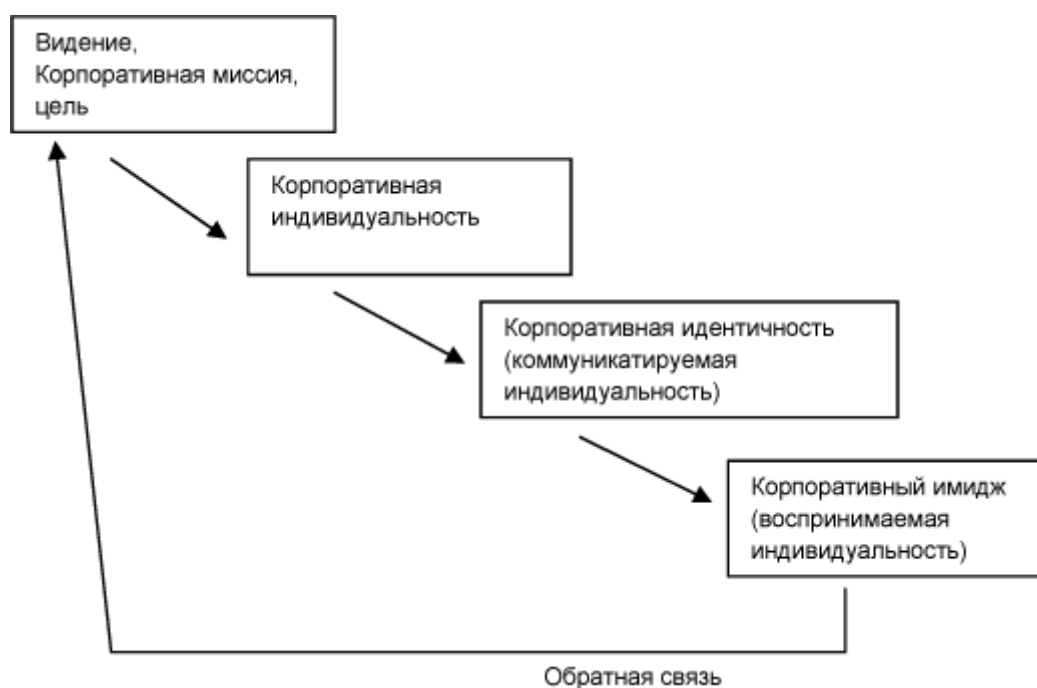 Видение,
Корпоративная миссия,
цель
Корпоративная
индивидуальность
Корпоративная идентичность
(коммуникатируемая
индивидуальность)
Корпоративный имидж
(воспринимаемая
индивидуальность)
Обратная связь